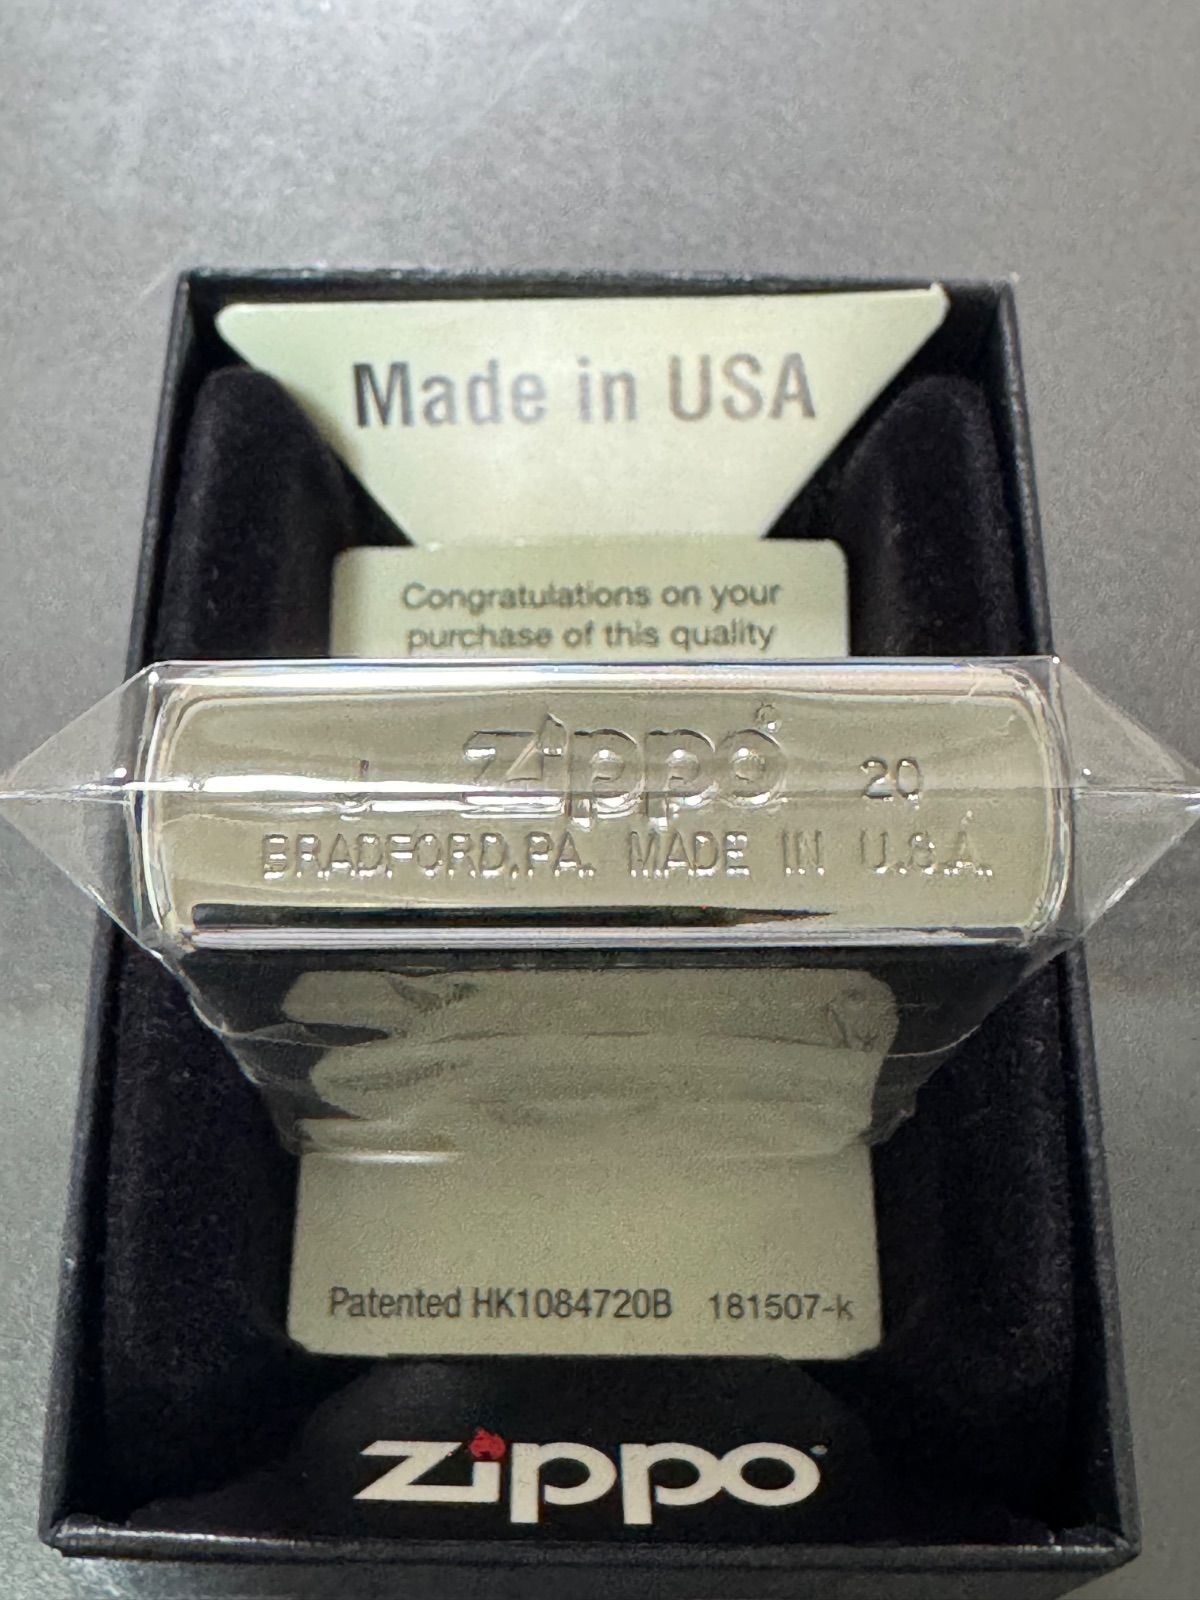 Made in USA
Congratulations on your
purchase of this quality
J zippo® 20
BRADFORD,PA. MADE IN U.S.A.
Patented HK1084720B 181507-k
zippo